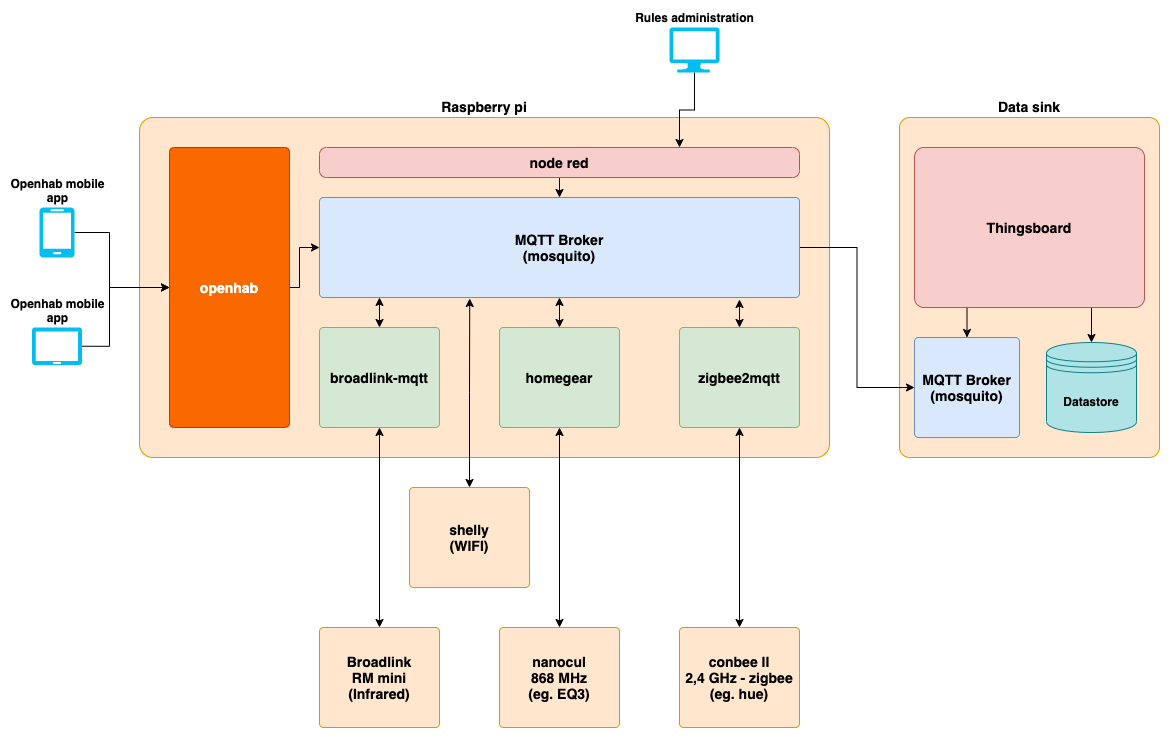 Rules administration
Raspberry pi
Data sink
node red
Openhab mobile
app
MQTT Broker
(mosquito)
Thingsboard
openhab
Openhab mobile
app
broadlink-mqtt
homegear
zigbee2mqtt
MQTT Broker
(mosquito)
Datastore
shelly
(WIFI)
Broadlink
RM mini
(Infrared)
nanocul
868 MHz
(eg. EQ3)
conbee II
2,4 GHz - zigbee
(eg. hue)